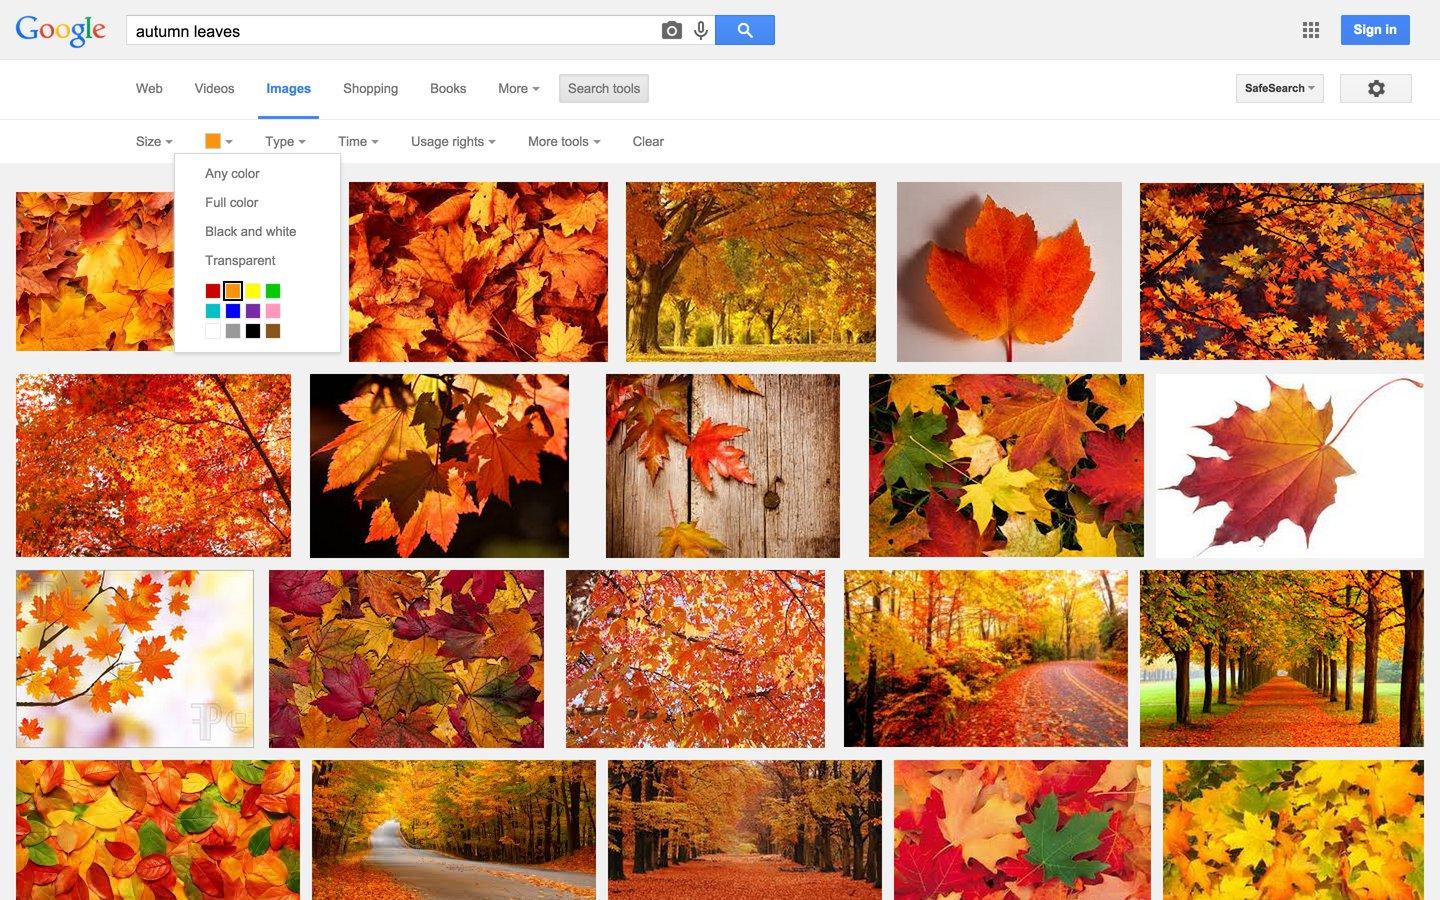 Google
autumn leaves
Sign in
Web Videos Images Shopping Books More Search tools
SafeSearch
Size Type Time Usage rights More tools Clear
Any color
Full color
Black and white
Transparent